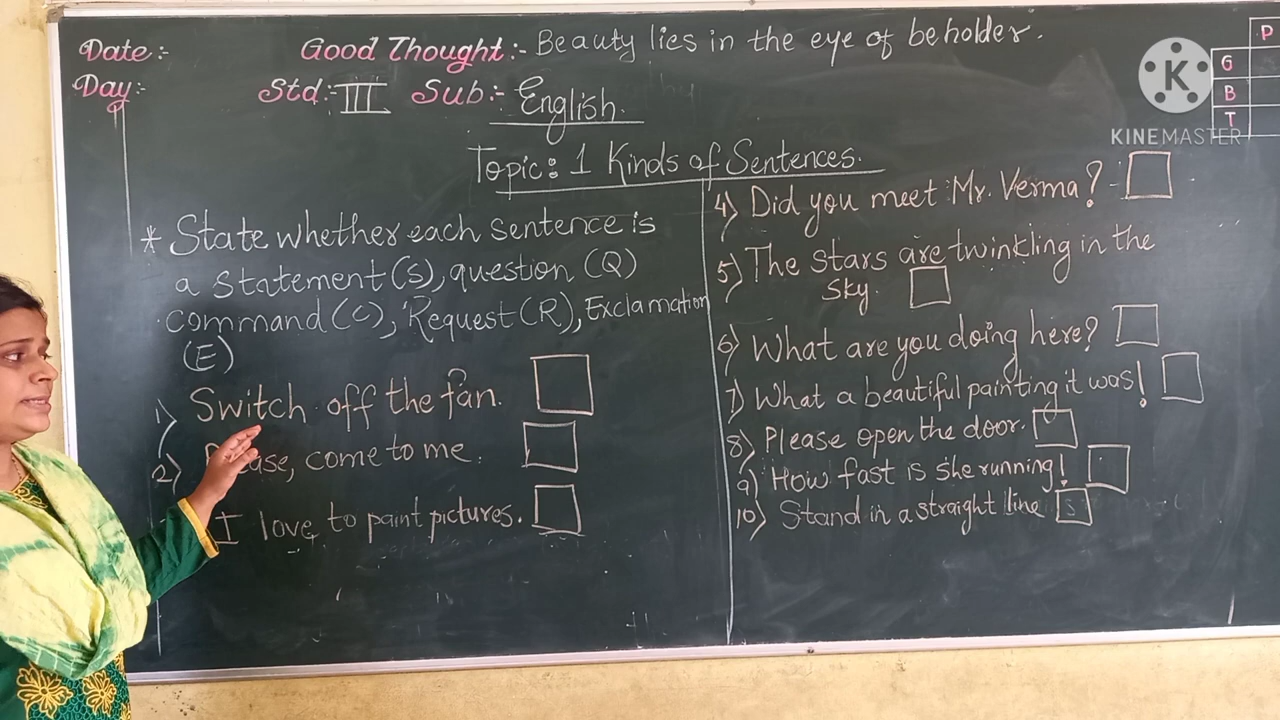 Date:-
Good Thought:- Beauty lies in the eye of beholder.
Day:-
Std:- III Sub:- English.
P
G
B
T
KINEMASTER
Topic: 1 Kinds of Sentences.
* State whether each sentence is
a statement (S), question (Q)
command (C), Request (R), Exclamation
(E)
1) Switch off the fan.
2) come to me.
I love to paint pictures.
4) Did you meet Mr. Verma? -
5) The stars are twinkling in the
sky.
6) What are you doing here?
7) What a beautiful painting it was!
8) Please open the door.
9) How fast is she running!
10) Stand in a straight line S